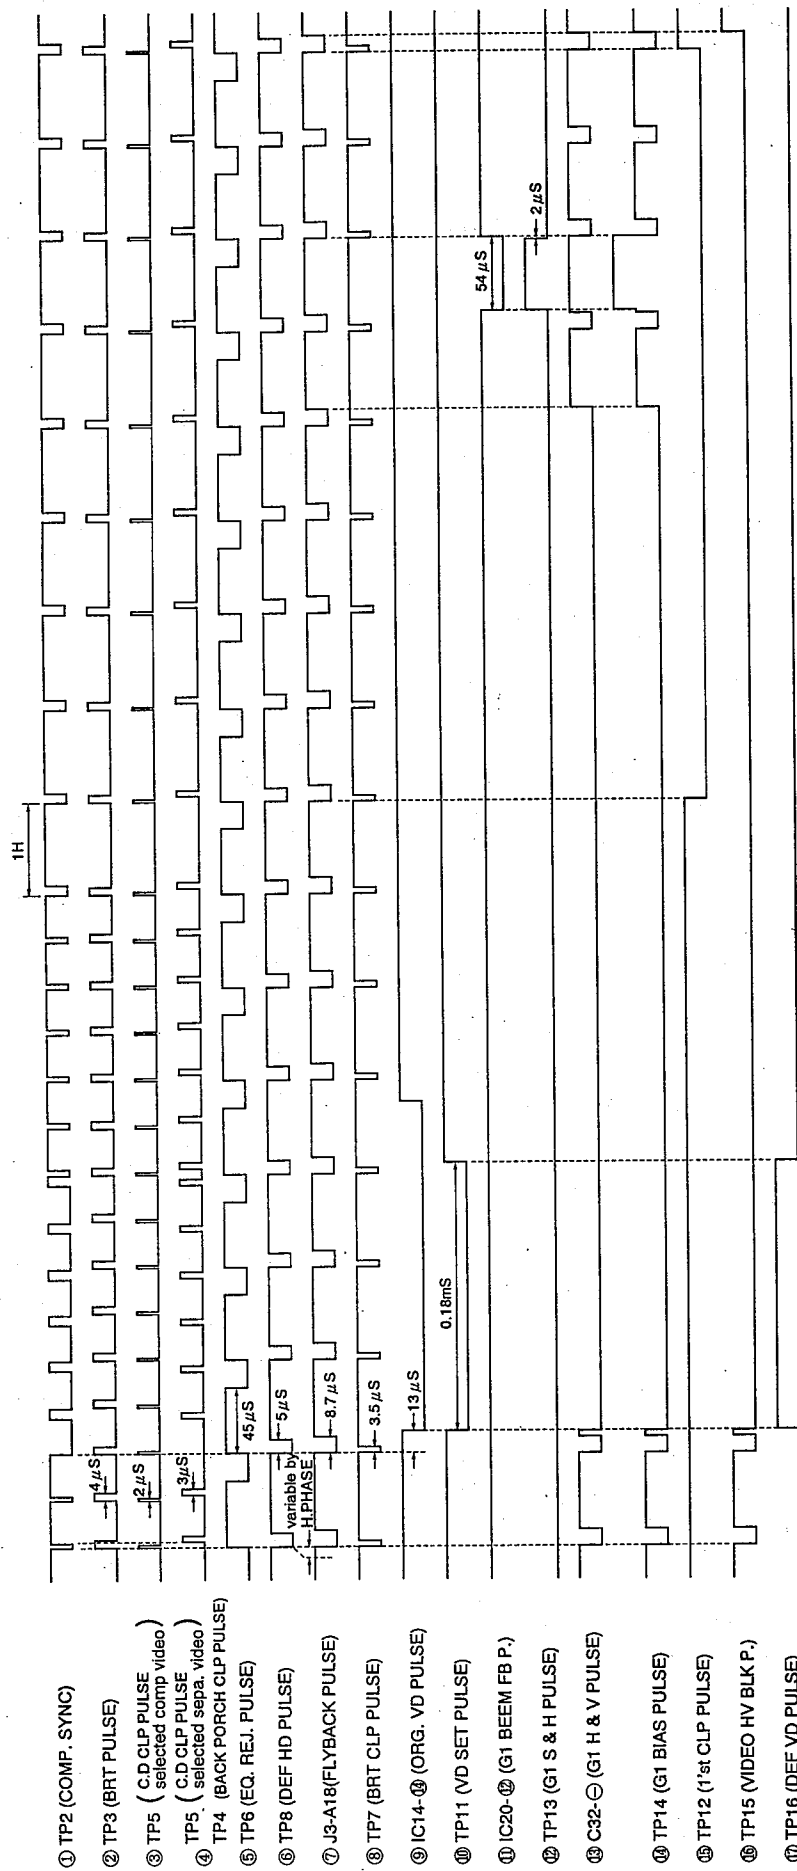 ① TP2 (COMP. SYNC)
② TP3 (BRT PULSE)
③ TP5 ( C.D CLP PULSE
selected comp video )
TP5 ( C.D CLP PULSE
selected sepa. video )
④ TP4 (BACK PORCH CLP PULSE)
⑤ TP6 (EQ. REJ. PULSE)
⑥ TP8 (DEF HD PULSE)
⑦ J3-A18(FLYBACK PULSE)
⑧ TP7 (BRT CLP PULSE)
⑨ IC14-⑭ (ORG. VD PULSE)
⑩ TP11 (VD SET PULSE)
⑪ IC20-⑫ (G1 BEEM FB P.)
⑫ TP13 (G1 S & H PULSE)
⑬ C32-⊖ (G1 H & V PULSE)
⑭ TP14 (G1 BIAS PULSE)
⑮ TP12 (1'st CLP PULSE)
⑯ TP15 (VIDEO HV BLK P.)
⑰ TP16 (DEF VD PULSE)
4μS
2μS
3μS
45μS
variable by
H.PHASE
5μS
8.7μS
3.5μS
13μS
0.18mS
1H
54μS
2μS